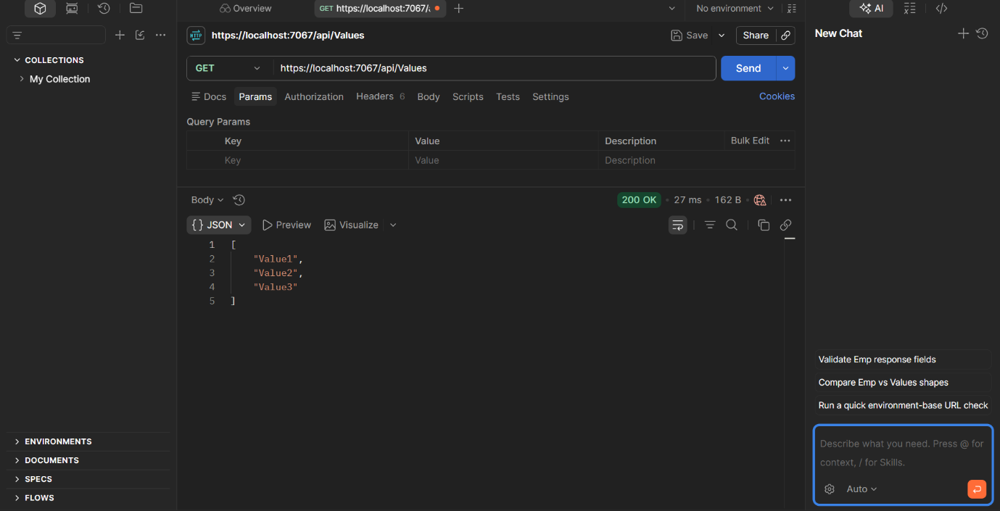 Overview
GET https://localhost:7067/
No environment
AI
https://localhost:7067/api/Values
Save
Share
New Chat
COLLECTIONS
My Collection
GET
https://localhost:7067/api/Values
Send
Docs
Params
Authorization
Headers 6
Body
Scripts
Tests
Settings
Cookies
Query Params
Key
Value
Description
Bulk Edit
Key
Value
Description
Body
200 OK
27 ms
162 B
{} JSON
Preview
Visualize
1 [
2 "Value1",
3 "Value2",
4 "Value3"
5 ]
Validate Emp response fields
Compare Emp vs Values shapes
Run a quick environment-base URL check
Describe what you need. Press @ for
context, / for Skills.
Auto
ENVIRONMENTS
DOCUMENTS
SPECS
FLOWS